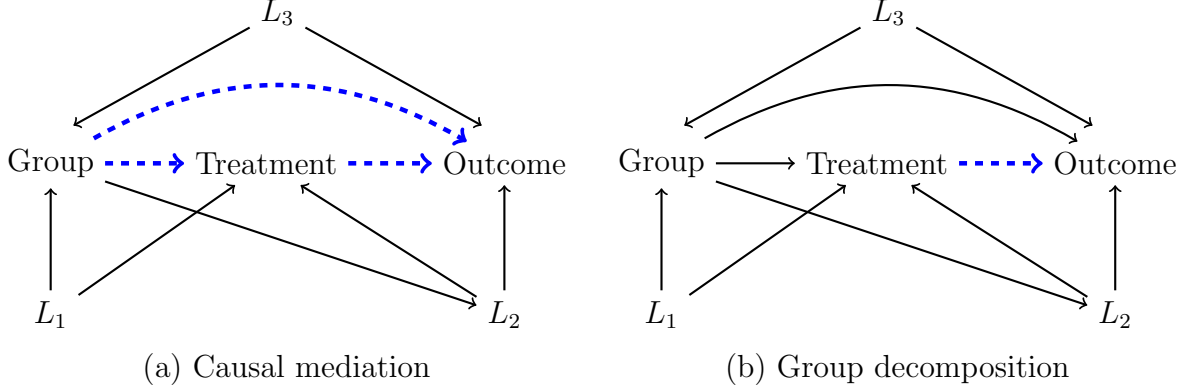 L₃ L₃
Group Treatment Outcome Group Treatment Outcome
L₁ L₂ L₁ L₂
(a) Causal mediation (b) Group decomposition